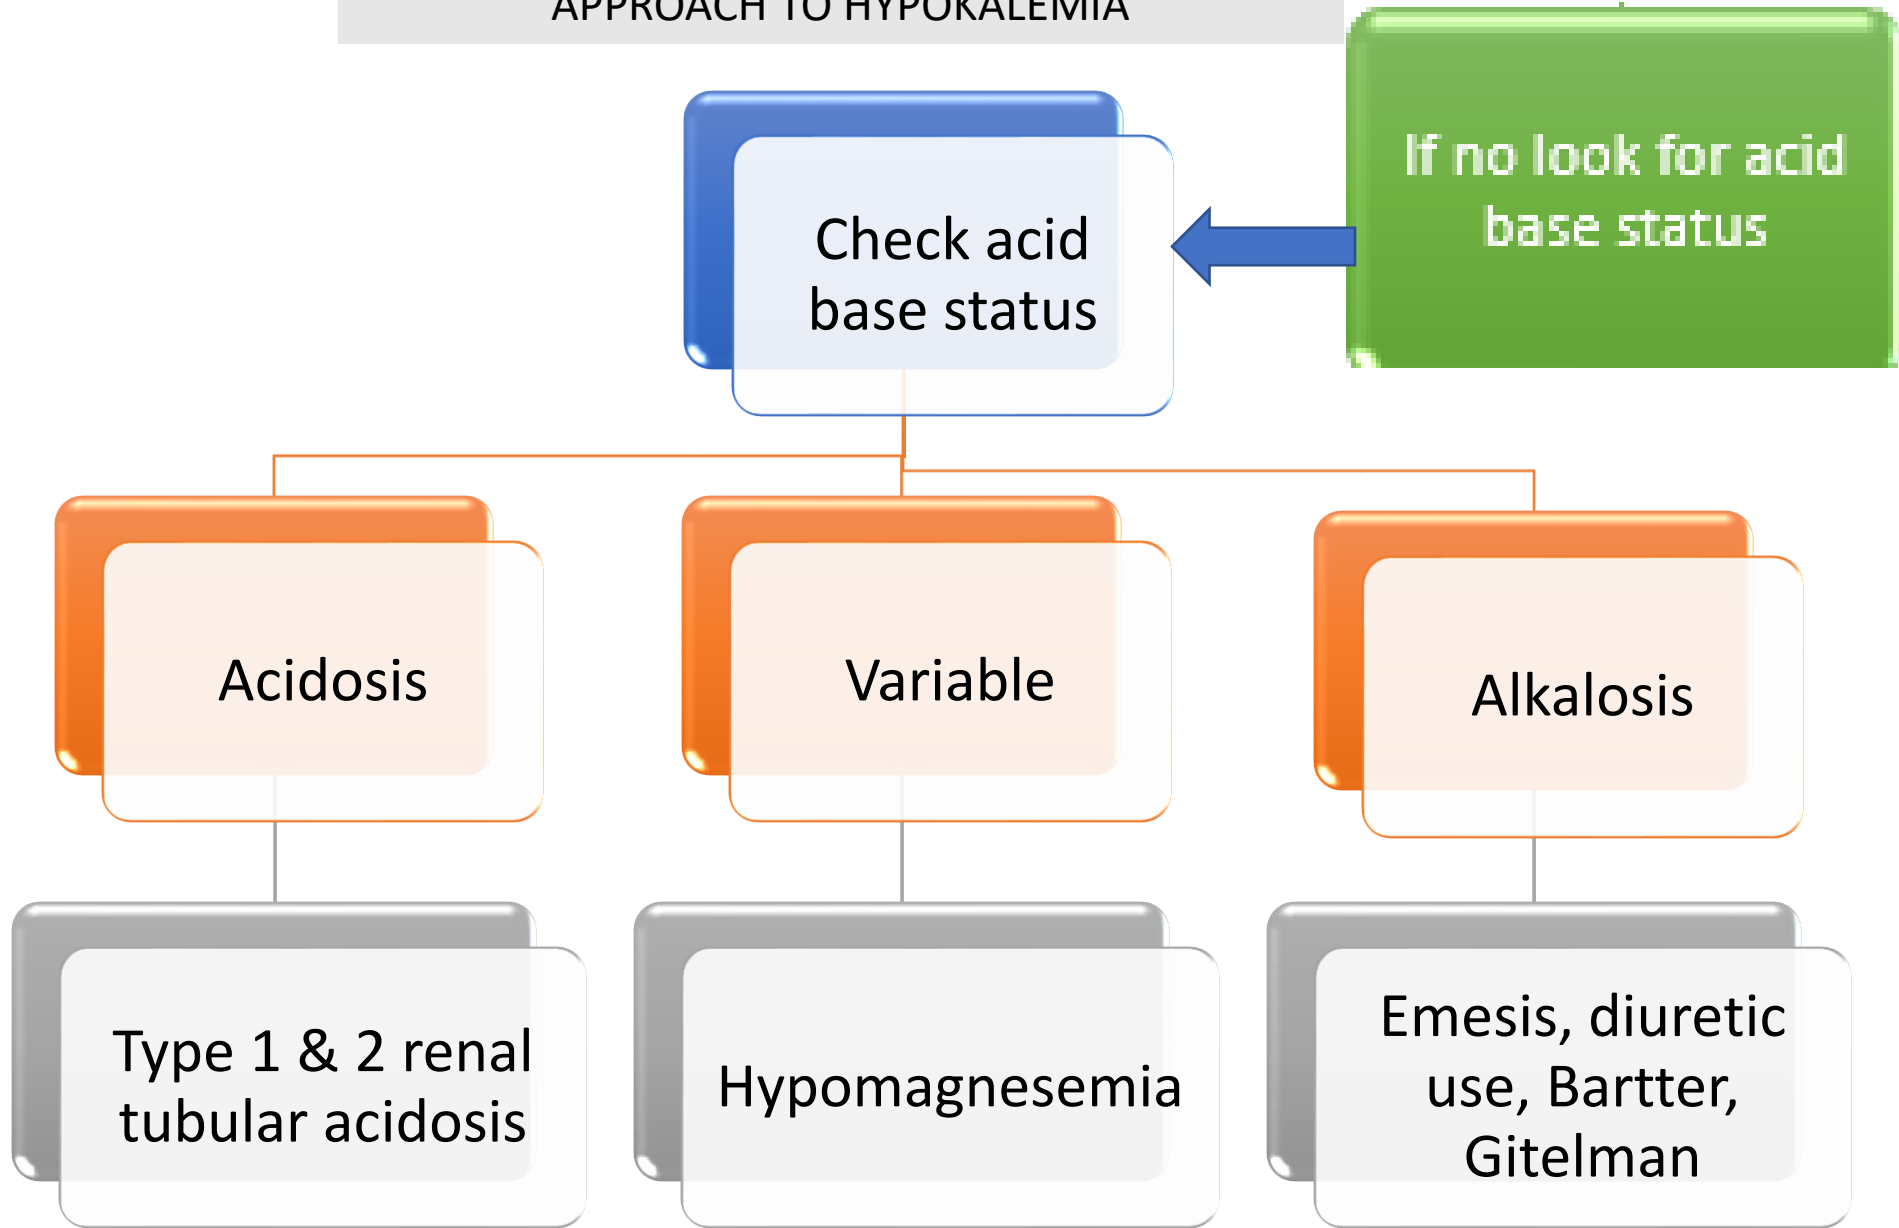 APPROACH TO HYPOKALEMIA
If no look for acid
base status
Check acid
base status
Acidosis
Variable
Alkalosis
Type 1 & 2 renal
tubular acidosis
Hypomagnesemia
Emesis, diuretic
use, Bartter,
Gitelman